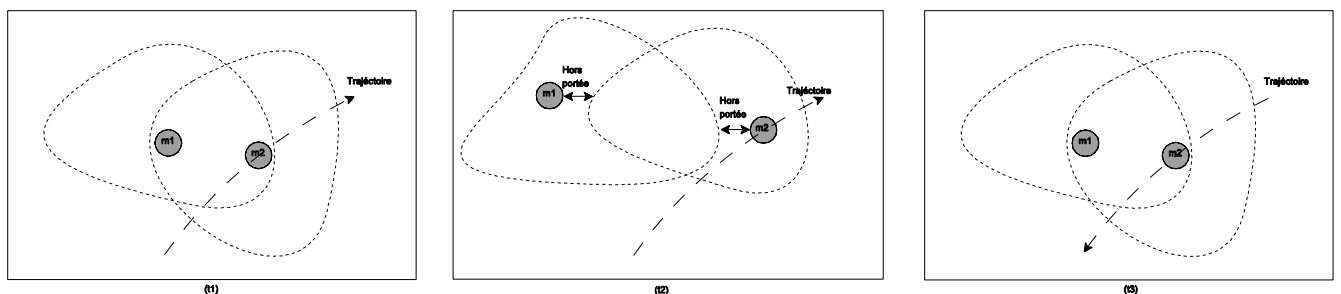 Trajéctoire
m1
m2
(t1)
Hors
portée
m1
Trajéctoire
Hors
portée
m2
(t2)
Trajéctoire
m1
m2
(t3)